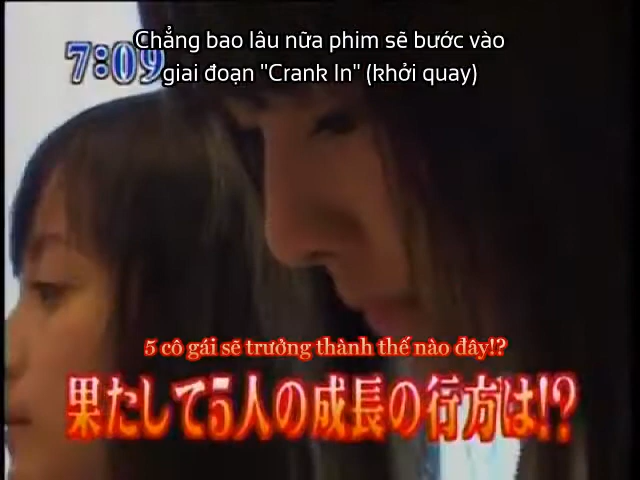 Chẳng bao lâu nữa phim sẽ bước vào
7:09
giai đoạn "Crank In" (khởi quay)
5 cô gái sẽ trưởng thành thế nào đây!?
果たして5人の成長の行方は!?